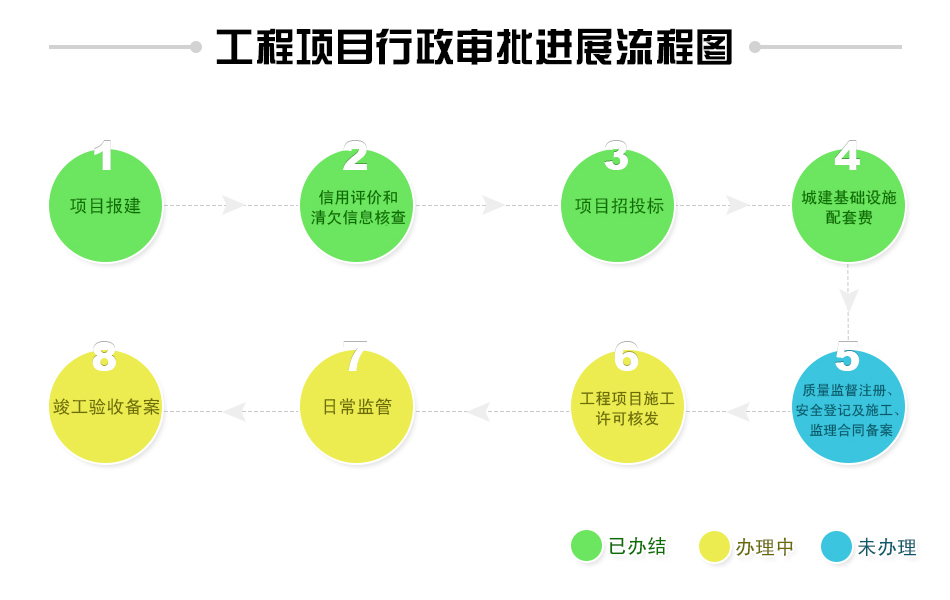 工程项目行政审批进展流程图
1
项目报建
2
信用评价和
清欠信息核查
3
项目招投标
4
城建基础设施
配套费
5
质量监督注册、
安全登记及施工、
监理合同备案
6
工程项目施工
许可核发
7
日常监管
8
竣工验收备案
已办结
办理中
未办理